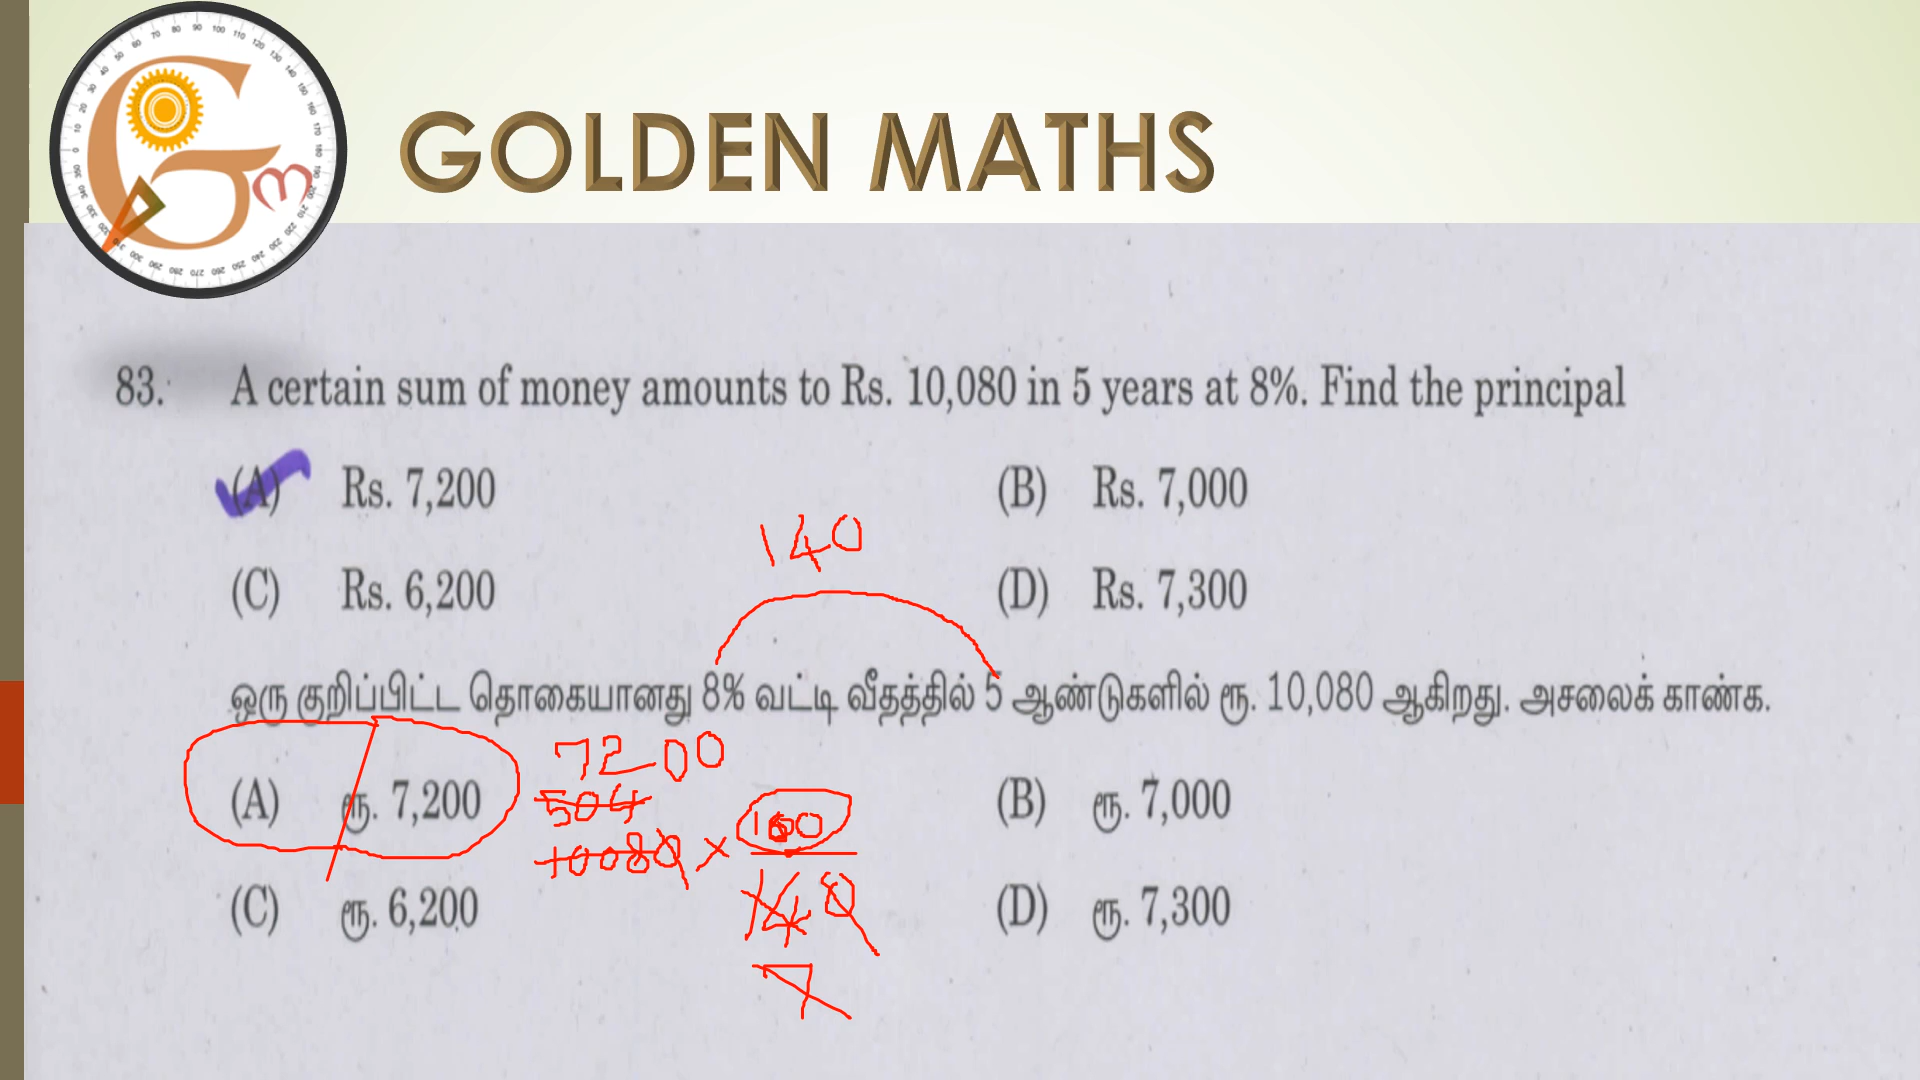 GOLDEN MATHS
83. A certain sum of money amounts to Rs. 10,080 in 5 years at 8%. Find the principal
(A) Rs. 7,200 (B) Rs. 7,000
140
(C) Rs. 6,200 (D) Rs. 7,300
ஒரு குறிப்பிட்ட தொகையானது 8% வட்டி வீதத்தில் 5 ஆண்டுகளில் ரூ. 10,080 ஆகிறது. அசலைக் காண்க.
7200
(A) ரூ. 7,200 504 (B) ரூ. 7,000
10080 × 100
140
(C) ரூ. 6,200 (D) ரூ. 7,300
7